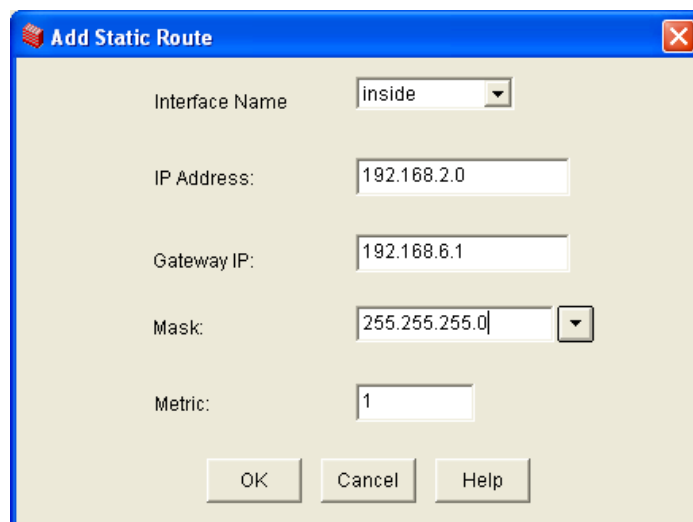 Add Static Route
Interface Name inside
IP Address: 192.168.2.0
Gateway IP: 192.168.6.1
Mask: 255.255.255.0
Metric: 1
OK Cancel Help